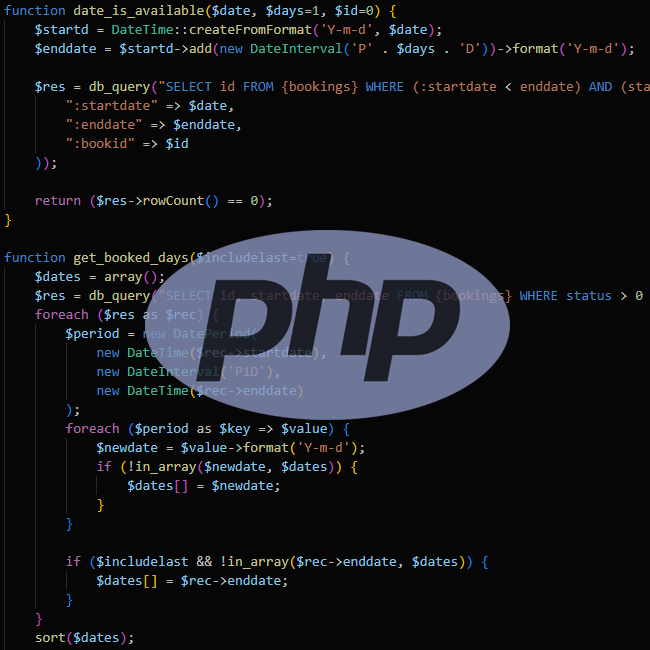 function date_is_available($date, $days=1, $id=0) {
$startd = DateTime::createFromFormat('Y-m-d', $date);
$enddate = $startd->add(new DateInterval('P' . $days . 'D'))->format('Y-m-d');
$res = db_query("SELECT id FROM {bookings} WHERE (:startdate < enddate) AND (sta
":startdate" => $date,
":enddate" => $enddate,
":bookid" => $id
));
return ($res->rowCount() == 0);
}
function get_booked_days($includelast=true) {
$dates = array();
$res = db_query("SELECT id, startdate, enddate FROM {bookings} WHERE status > 0
foreach ($res as $rec) {
$period = new DatePeriod(
new DateTime($rec->startdate),
new DateInterval('P1D'),
new DateTime($rec->enddate)
);
foreach ($period as $key => $value) {
$newdate = $value->format('Y-m-d');
if (!in_array($newdate, $dates)) {
$dates[] = $newdate;
}
}
if ($includelast && !in_array($rec->enddate, $dates)) {
$dates[] = $rec->enddate;
}
}
sort($dates);
php